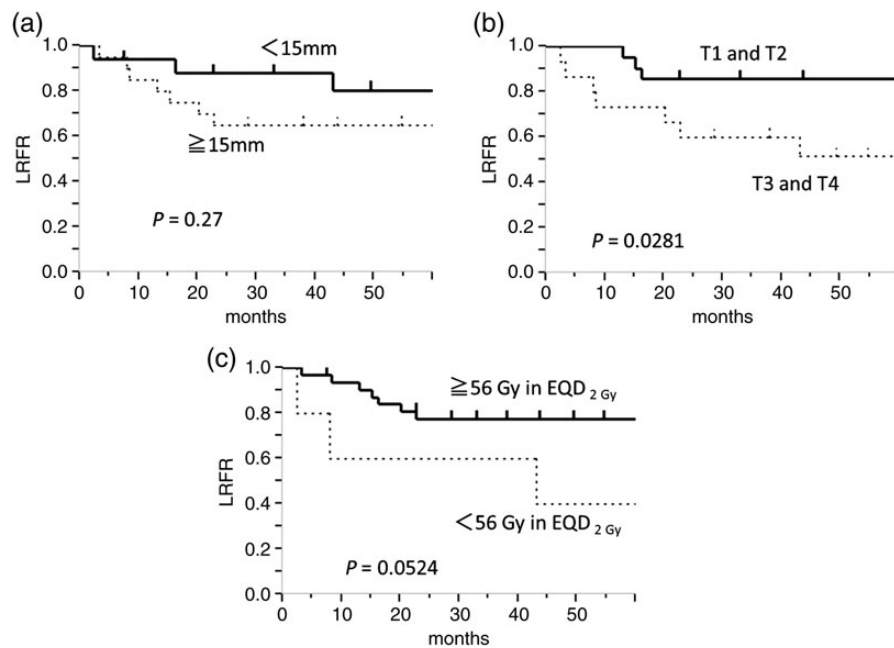 (a)
1.0
0.8
0.6
0.4
0.2
0.0
LRFR
<15mm
≧15mm
P = 0.27
0 10 20 30 40 50
months
(b)
1.0
0.8
0.6
0.4
0.2
0.0
LRFR
T1 and T2
T3 and T4
P = 0.0281
0 10 20 30 40 50
months
(c)
1.0
0.8
0.6
0.4
0.2
0.0
LRFR
≧56 Gy in EQD 2 Gy
<56 Gy in EQD 2 Gy
P = 0.0524
0 10 20 30 40 50
months